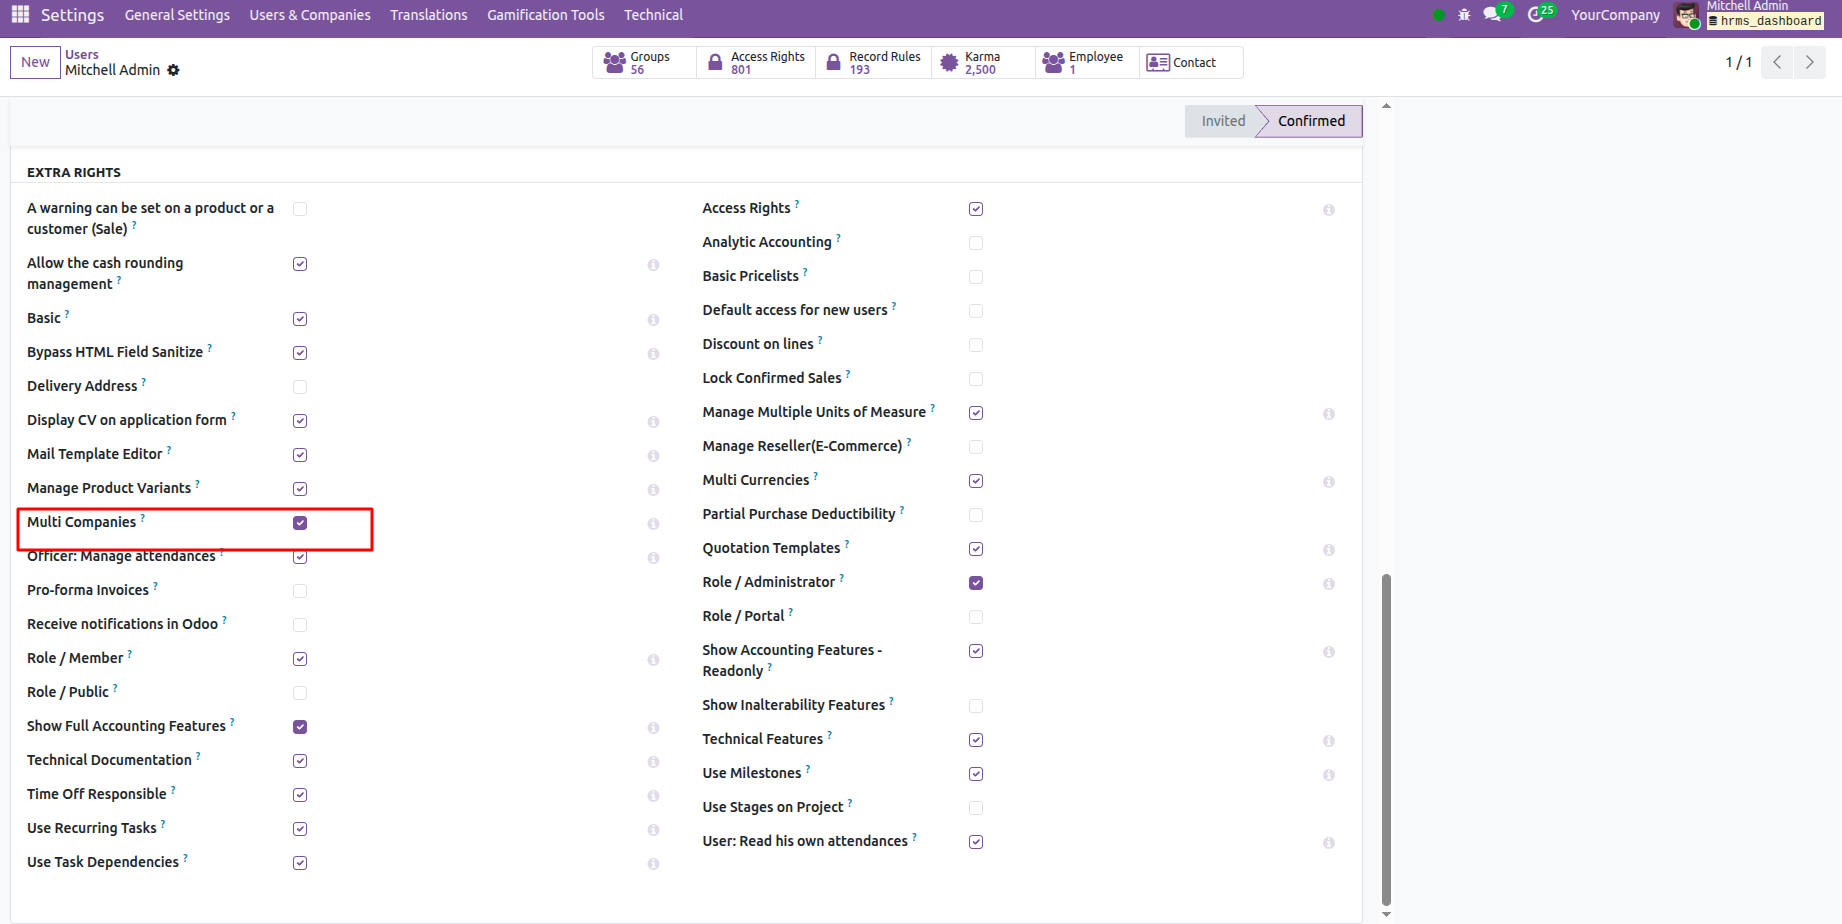 Settings General Settings Users & Companies Translations Gamification Tools Technical 7 25 YourCompany Mitchell Admin
hrms_dashboard
New Users
Mitchell Admin
Groups 56
Access Rights 801
Record Rules 193
Karma 2,500
Employee 1
Contact
1 / 1
Invited Confirmed
EXTRA RIGHTS
A warning can be set on a product or a
customer (Sale) ?
Allow the cash rounding
management ?
Basic ?
Bypass HTML Field Sanitize ?
Delivery Address ?
Display CV on application form ?
Mail Template Editor ?
Manage Product Variants ?
Multi Companies ?
Officer: Manage attendances ?
Pro-forma Invoices ?
Receive notifications in Odoo ?
Role / Member ?
Role / Public ?
Show Full Accounting Features ?
Technical Documentation ?
Time Off Responsible ?
Use Recurring Tasks ?
Use Task Dependencies ?
Access Rights ?
Analytic Accounting ?
Basic Pricelists ?
Default access for new users ?
Discount on lines ?
Lock Confirmed Sales ?
Manage Multiple Units of Measure ?
Manage Reseller(E-Commerce) ?
Multi Currencies ?
Partial Purchase Deductibility ?
Quotation Templates ?
Role / Administrator ?
Role / Portal ?
Show Accounting Features -
Readonly ?
Show Inalterability Features ?
Technical Features ?
Use Milestones ?
Use Stages on Project ?
User: Read his own attendances ?